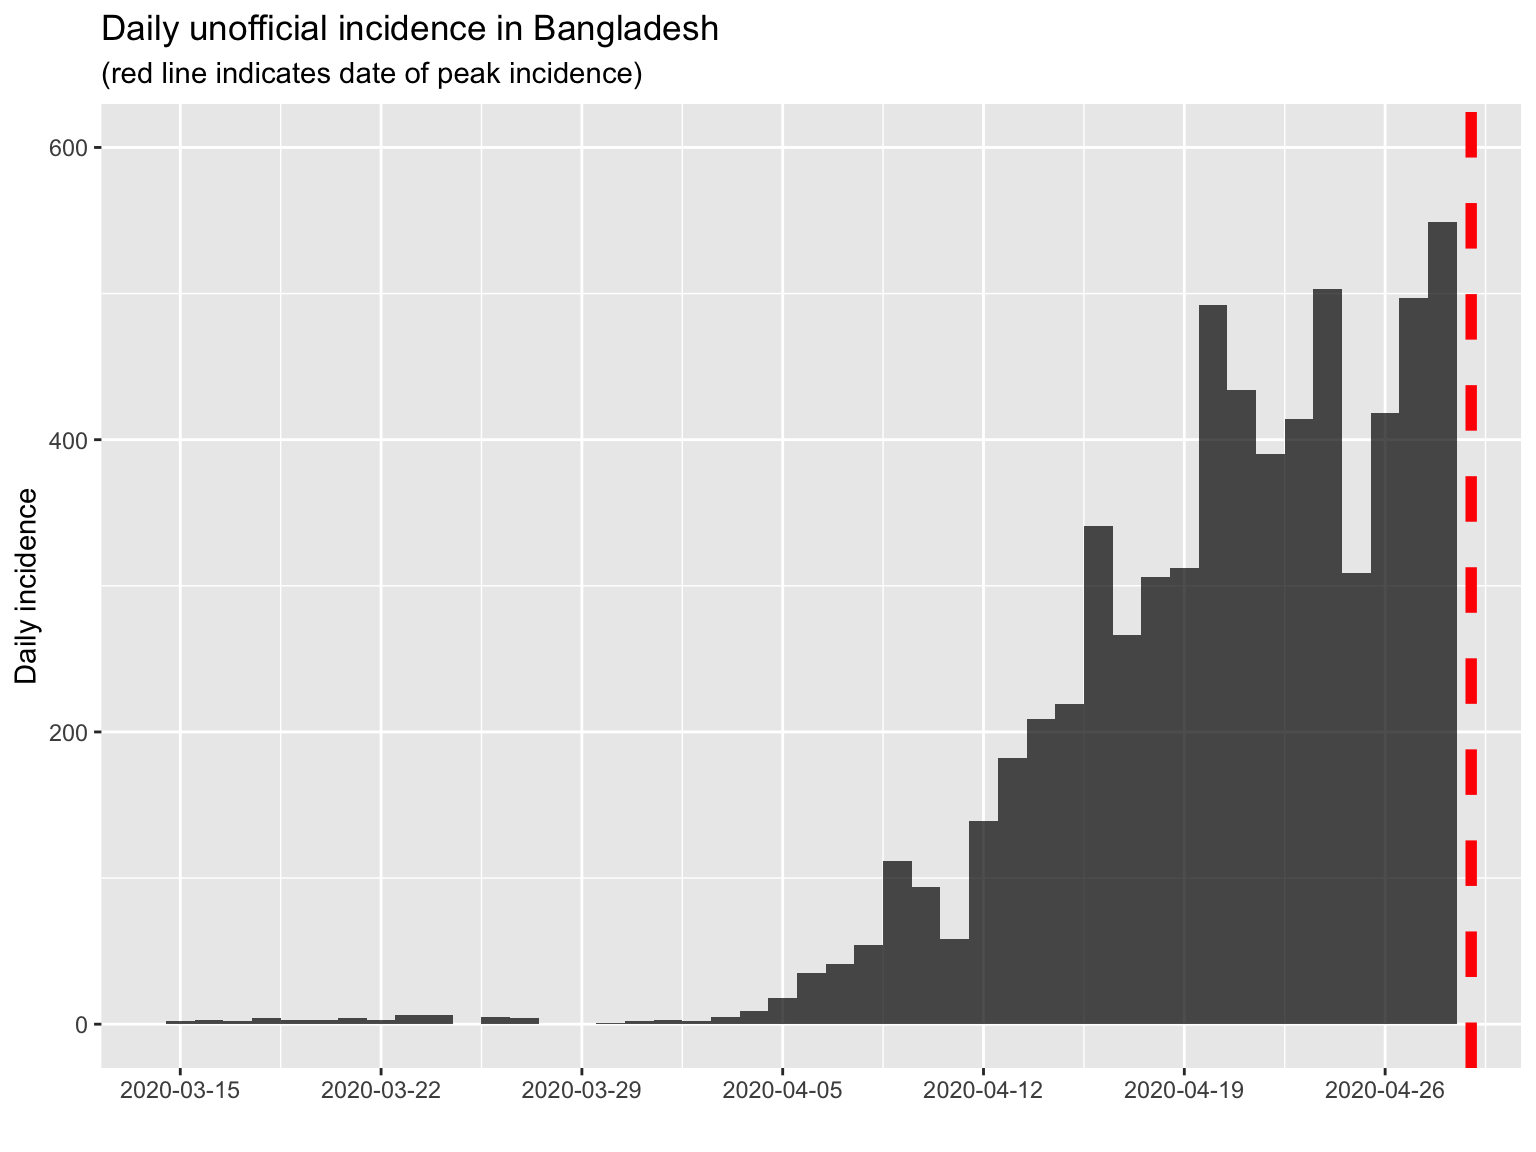 Daily unofficial incidence in Bangladesh
(red line indicates date of peak incidence)
Daily incidence
600
400
200
0
2020-03-15 2020-03-22 2020-03-29 2020-04-05 2020-04-12 2020-04-19 2020-04-26